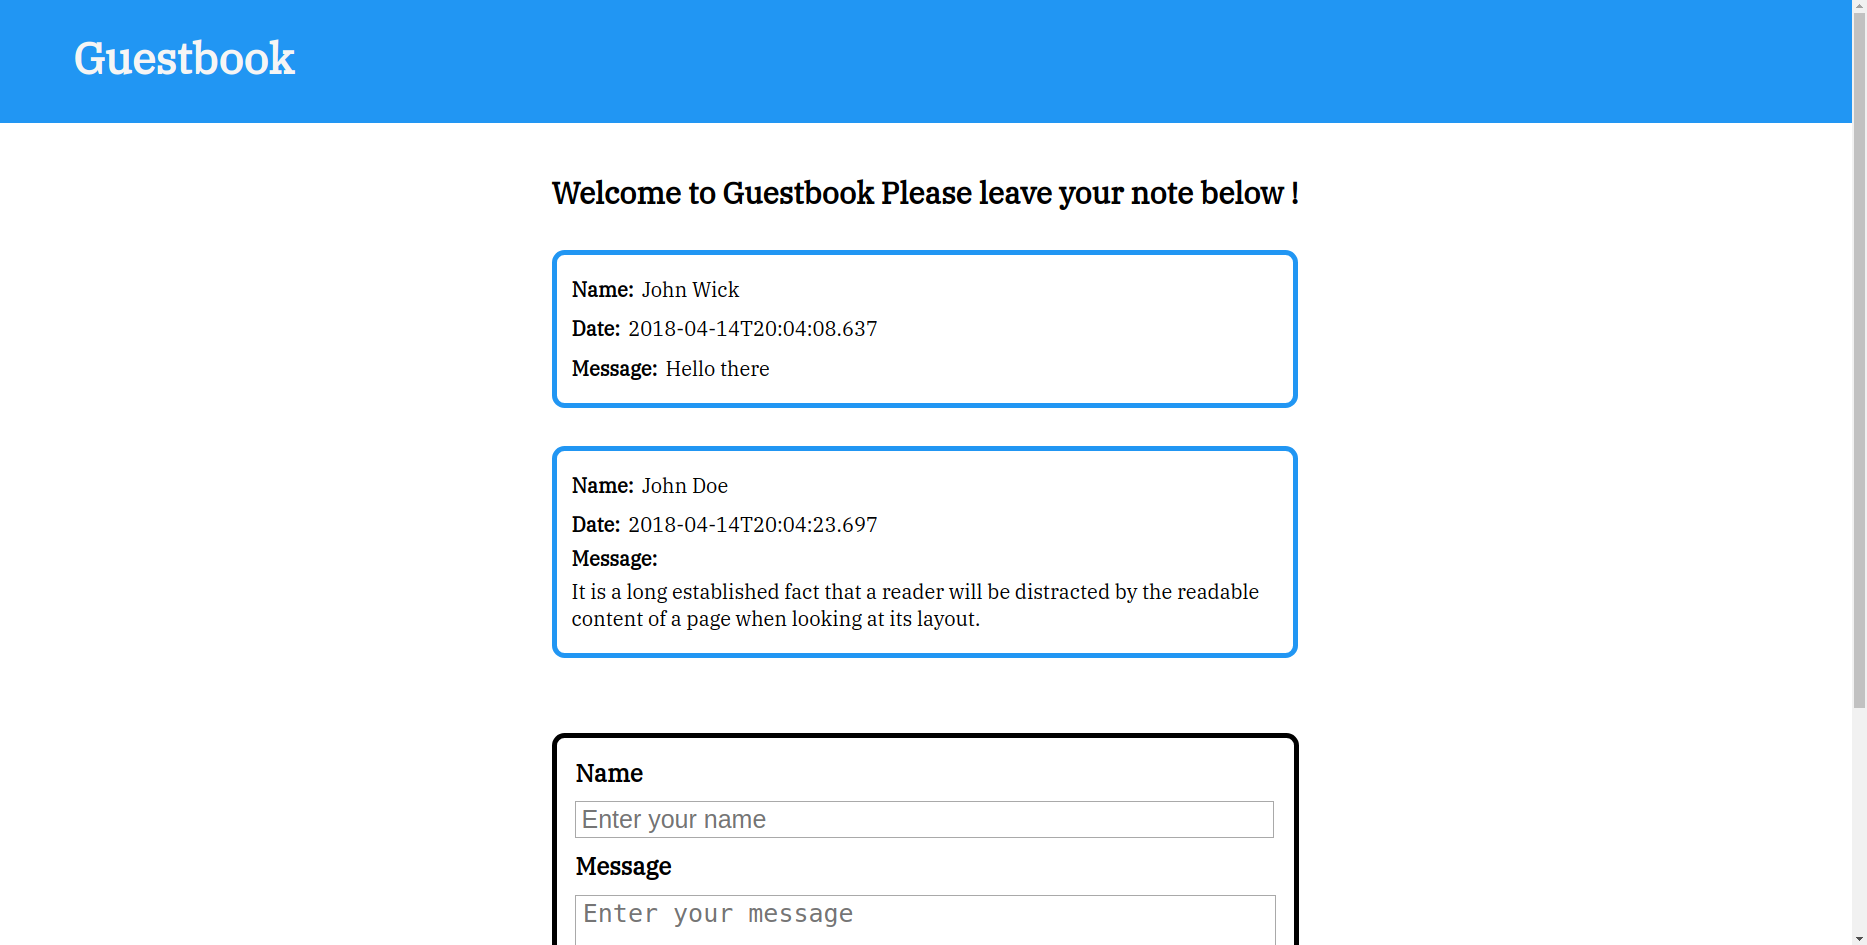 Guestbook
Welcome to Guestbook Please leave your note below !
Name: John Wick
Date: 2018-04-14T20:04:08.637
Message: Hello there
Name: John Doe
Date: 2018-04-14T20:04:23.697
Message:
It is a long established fact that a reader will be distracted by the readable
content of a page when looking at its layout.
Name
Enter your name
Message
Enter your message